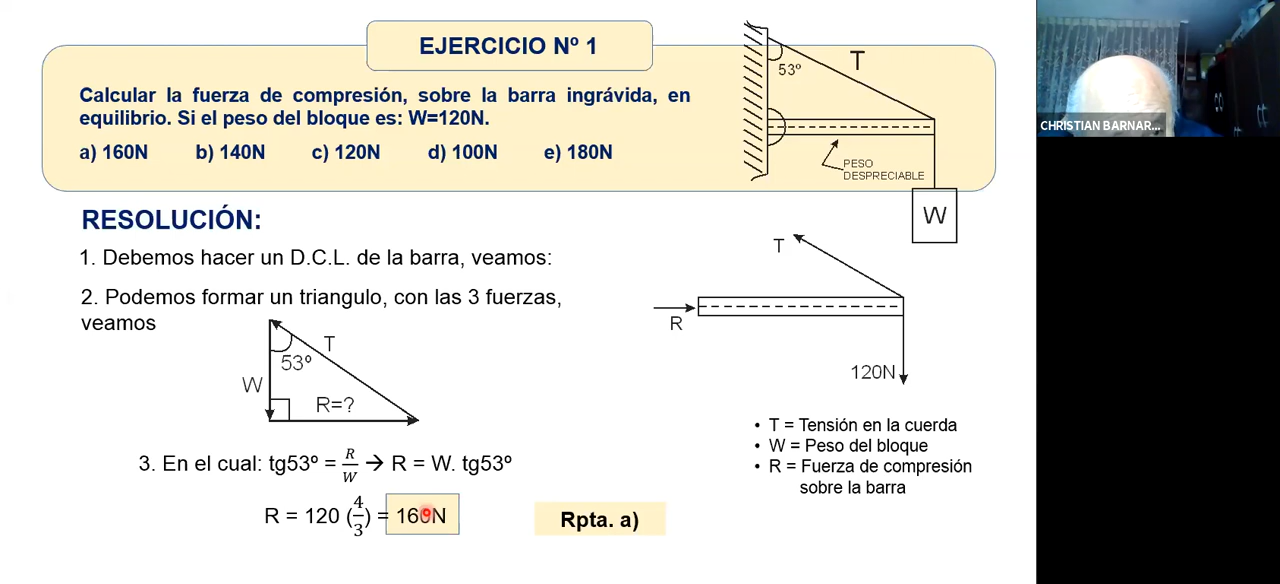 EJERCICIO Nº 1
Calcular la fuerza de compresión, sobre la barra ingrávida, en
equilibrio. Si el peso del bloque es: W=120N.
a) 160N b) 140N c) 120N d) 100N e) 180N
53º
T
PESO
DESPRECIABLE
W
CHRISTIAN BARNAR...
RESOLUCIÓN:
1. Debemos hacer un D.C.L. de la barra, veamos:
2. Podemos formar un triangulo, con las 3 fuerzas,
veamos
T
53º
W
R=?
T
R
120N
3. En el cual: tg53º = R/W → R = W. tg53º
R = 120 (4/3) = 160N
Rpta. a)
• T = Tensión en la cuerda
• W = Peso del bloque
• R = Fuerza de compresión
sobre la barra